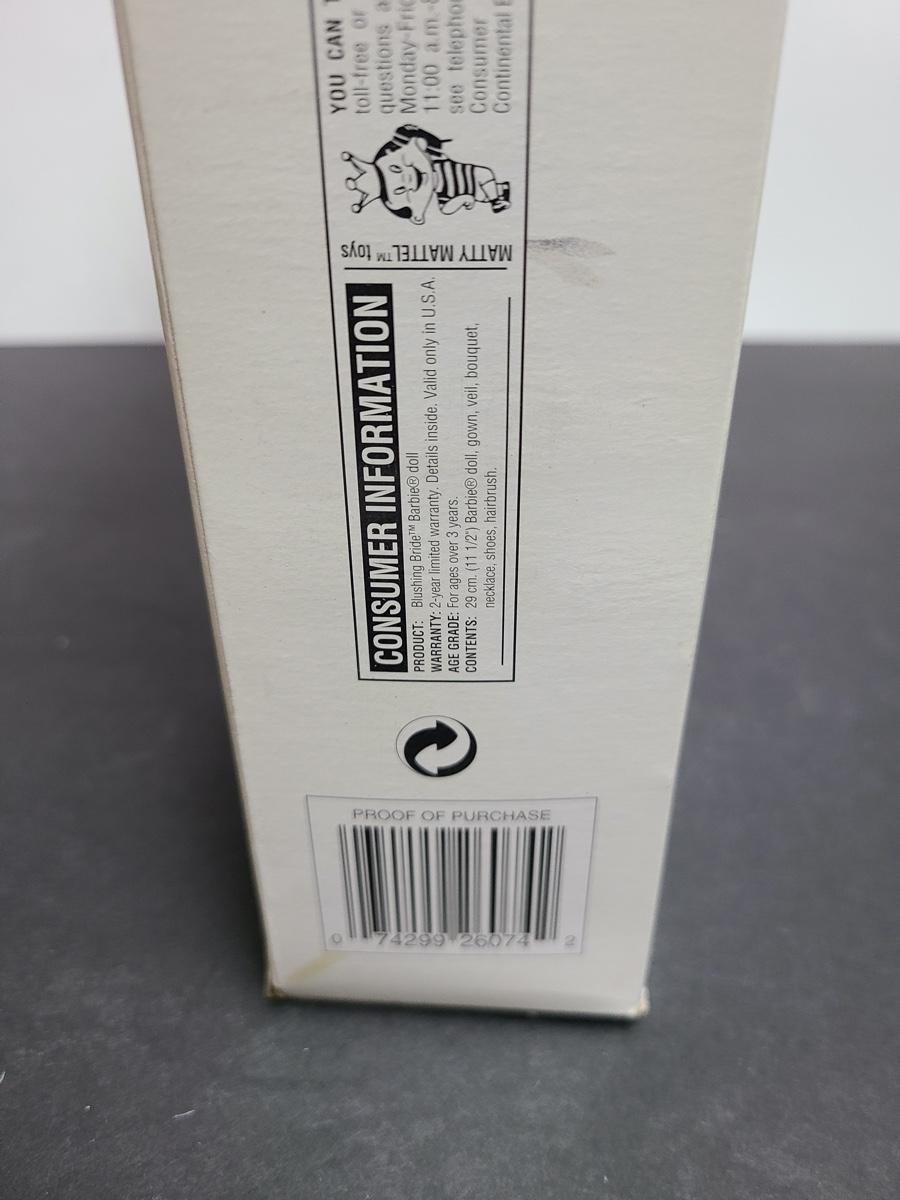 CONSUMER INFORMATION
PRODUCT: Blushing Bride™ Barbie® doll
WARRANTY: 2-year limited warranty. Details inside. Valid only in U.S.A.
AGE GRADE: For ages over 3 years.
CONTENTS: 29 cm. (11 1/2") Barbie® doll, gown, veil, bouquet,
necklace, shoes, hairbrush.
MATTY MATTEL™ toys
YOU CAN T
toll-free or
questions a
Monday-Frid
11:00 a.m.-8
see telepho
Consumer
Continental
PROOF OF PURCHASE
0 74299 26074 2